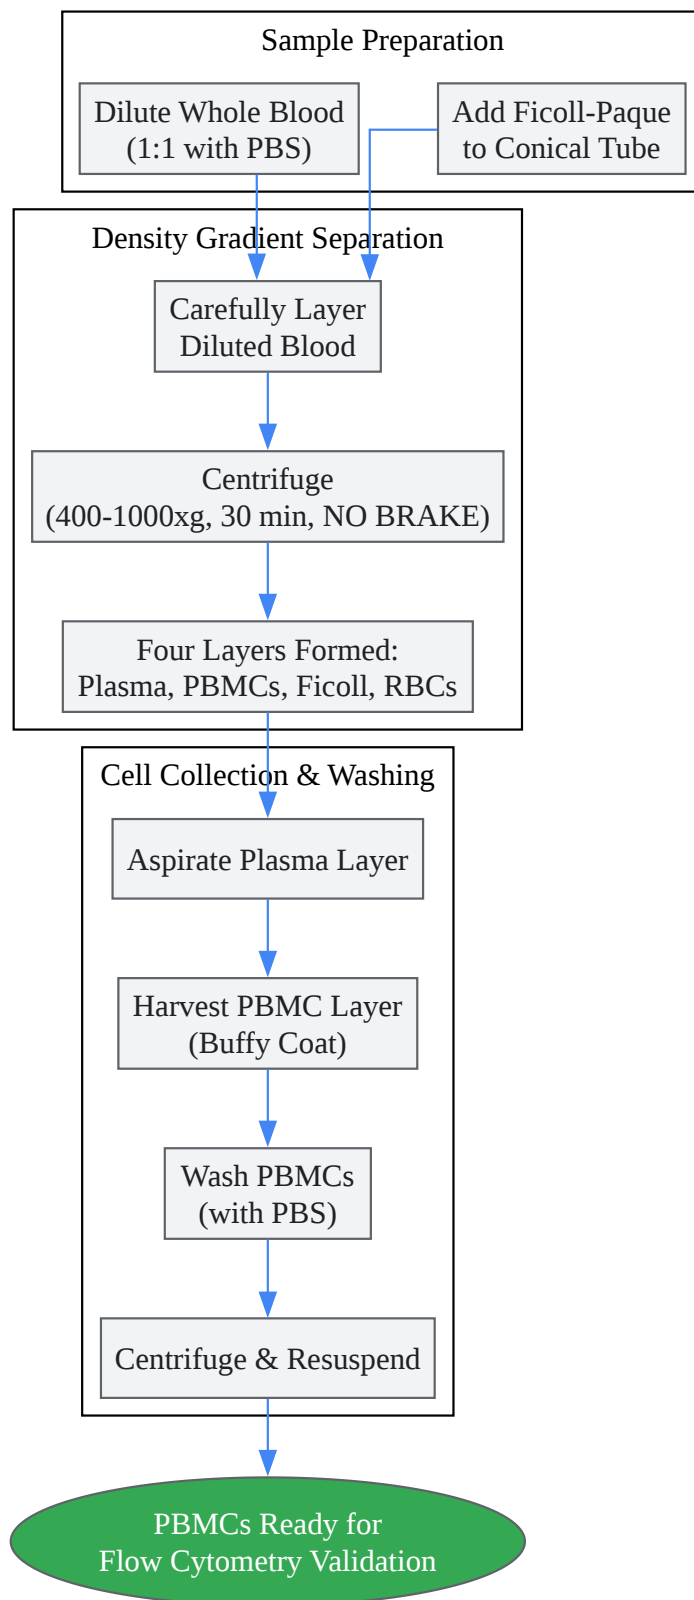 Sample Preparation
Dilute Whole Blood
(1:1 with PBS)
Add Ficoll-Paque
to Conical Tube
Density Gradient Separation
Carefully Layer
Diluted Blood
Centrifuge
(400-1000xg, 30 min, NO BRAKE)
Four Layers Formed:
Plasma, PBMCs, Ficoll, RBCs
Cell Collection & Washing
Aspirate Plasma Layer
Harvest PBMC Layer
(Buffy Coat)
Wash PBMCs
(with PBS)
Centrifuge & Resuspend
PBMCs Ready for
Flow Cytometry Validation